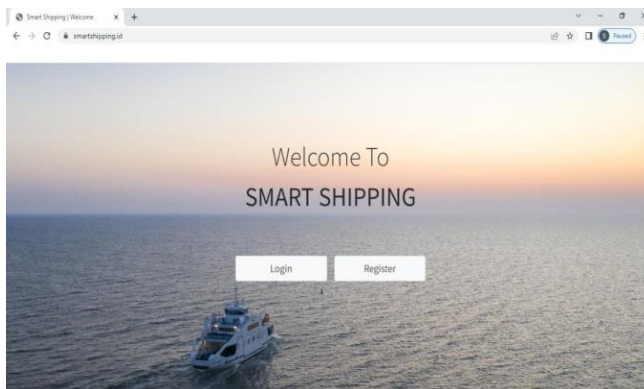 Smart Shipping | Welcome
smartshipping.id
Paused
Welcome To
SMART SHIPPING
Login Register